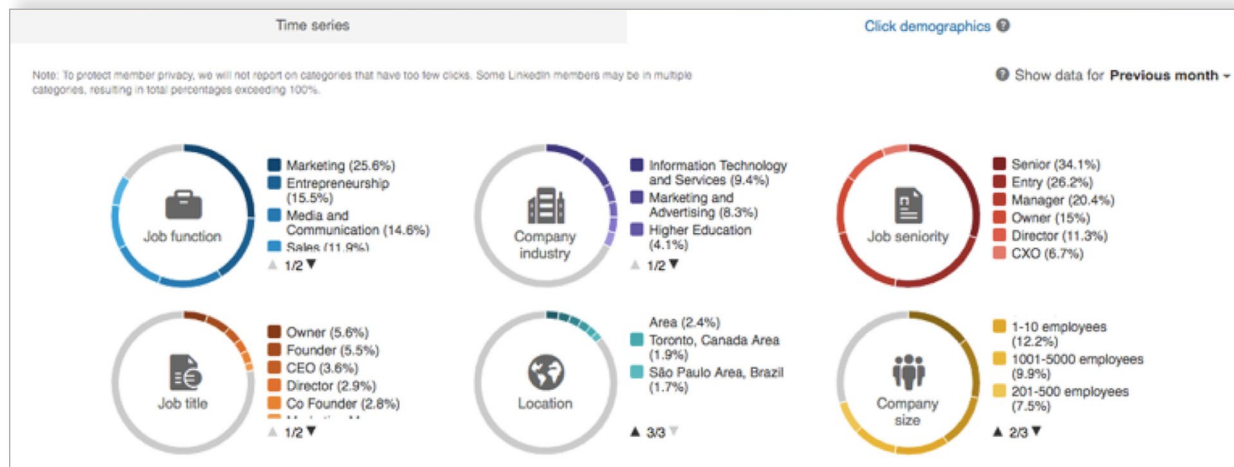 Time series
Click demographics
Note: To protect member privacy, we will not report on categories that have too few clicks. Some LinkedIn members may be in multiple
categories, resulting in total percentages exceeding 100%.
Show data for Previous month
Job function
Marketing (25.6%)
Entrepreneurship
(15.5%)
Media and
Communication (14.6%)
Sales (11.9%)
1/2
Company
industry
Information Technology
and Services (9.4%)
Marketing and
Advertising (8.3%)
Higher Education
(4.1%)
1/2
Job seniority
Senior (34.1%)
Entry (26.2%)
Manager (20.4%)
Owner (15%)
Director (11.3%)
CXO (6.7%)
Job title
Owner (5.6%)
Founder (5.5%)
CEO (3.6%)
Director (2.9%)
Co Founder (2.8%)
1/2
Location
Area (2.4%)
Toronto, Canada Area
(1.9%)
São Paulo Area, Brazil
(1.7%)
3/3
Company
size
1-10 employees
(12.2%)
1001-5000 employees
(9.9%)
201-500 employees
(7.5%)
2/3